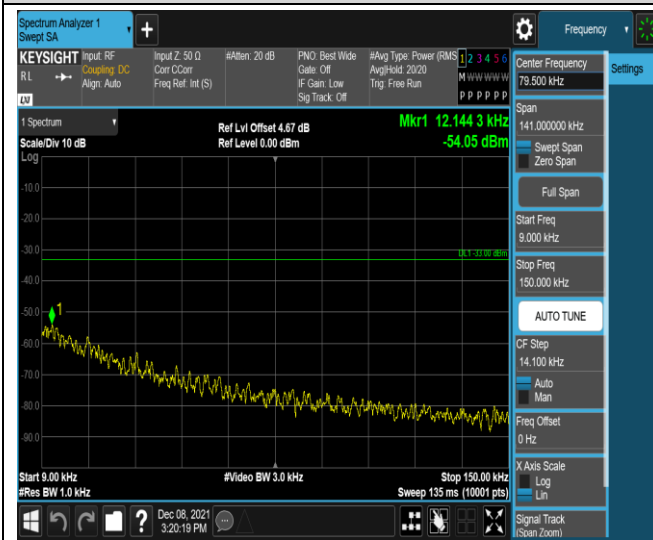 Spectrum Analyzer 1
Swept SA
+
Frequency
KEYSIGHT
RL
LXI
Input: RF
Coupling: DC
Align: Auto
Input Z: 50 Ω
Corr CCorr
Freq Ref: Int (S)
#Atten: 20 dB
PNO: Best Wide
Gate: Off
IF Gain: Low
Sig Track: Off
#Avg Type: Power (RMS
Avg|Hold: 20/20
Trig: Free Run
1 2 3 4 5 6
M W W W W W
P P P P P P
Center Frequency
79.500 kHz
Settings
Span
141.000000 kHz
Swept Span
Zero Span
Full Span
Start Freq
9.000 kHz
Stop Freq
150.000 kHz
AUTO TUNE
CF Step
14.100 kHz
Auto
Man
Freq Offset
0 Hz
X Axis Scale
Log
Lin
Signal Track
(Span Zoom)
1 Spectrum
Scale/Div 10 dB
Log
Ref Lvl Offset 4.67 dB
Ref Level 0.00 dBm
Mkr1 12.144 3 kHz
-54.05 dBm
-10.0
-20.0
-30.0
DL1 -33.00 dBm
-40.0
-50.0
1
-60.0
-70.0
-80.0
-90.0
Start 9.00 kHz
#Video BW 3.0 kHz
Stop 150.00 kHz
#Res BW 1.0 kHz
Sweep 135 ms (10001 pts)
?
Dec 08, 2021
3:20:19 PM